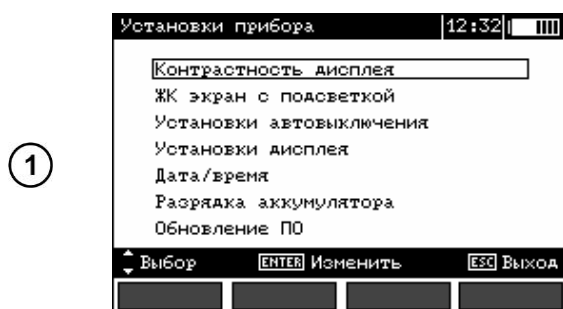 Установки прибора 12:32
Контрастность дисплея
ЖК экран с подсветкой
Установки автовыключения
Установки дисплея
1
Дата/время
Разрядка аккумулятора
Обновление ПО
Выбор ENTER Изменить ESC Выход